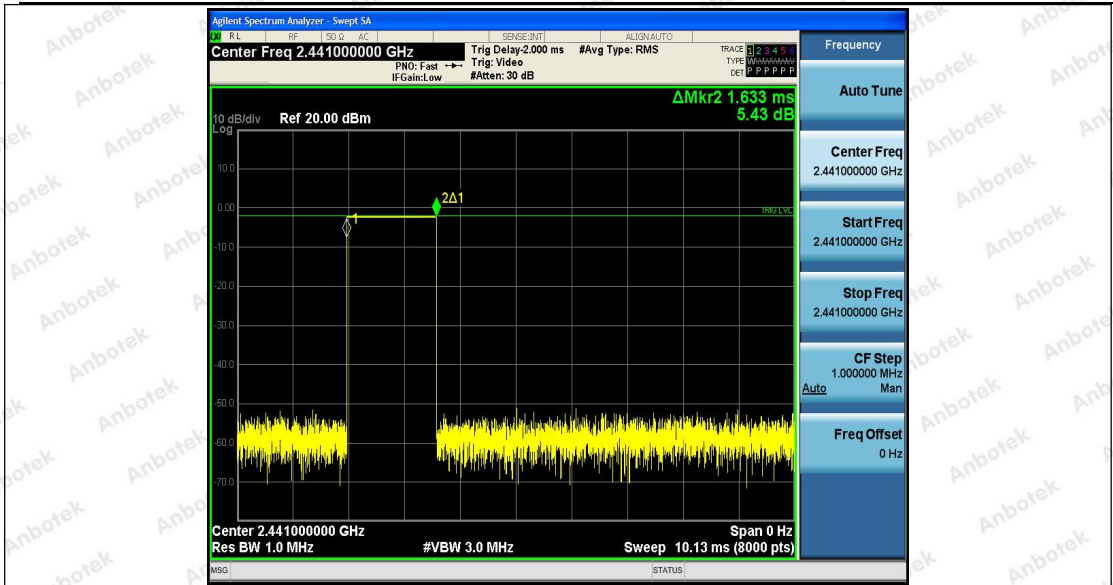 Agilent Spectrum Analyzer - Swept SA
RL RF 50 Ω AC SENSE:INT ALIGN AUTO
Center Freq 2.441000000 GHz
PNO: Fast
IFGain:Low
Trig Delay-2.000 ms
Trig: Video
#Atten: 30 dB
#Avg Type: RMS
TRACE 1 2 3 4 5 6
TYPE
DET P P P P P P
ΔMkr2 1.633 ms
5.43 dB
10 dB/div Ref 20.00 dBm
Log
10.0
0.00
-10.0
-20.0
-30.0
-40.0
-50.0
-60.0
-70.0
1
2Δ1
TRIG LVL
Center 2.441000000 GHz
Span 0 Hz
Res BW 1.0 MHz
#VBW 3.0 MHz
Sweep 10.13 ms (8000 pts)
MSG
STATUS
Frequency
Auto Tune
Center Freq
2.441000000 GHz
Start Freq
2.441000000 GHz
Stop Freq
2.441000000 GHz
CF Step
1.000000 MHz
Auto Man
Freq Offset
0 Hz
Anbotek